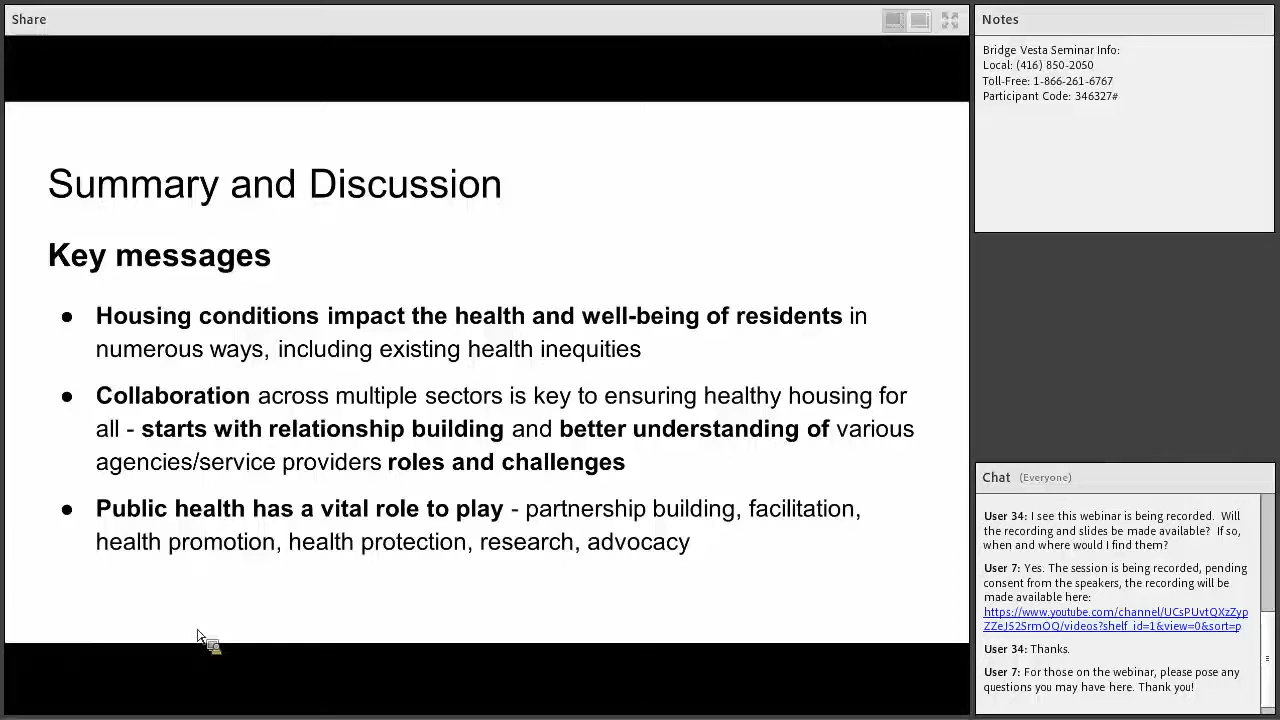 Share
Summary and Discussion
Key messages
● Housing conditions impact the health and well-being of residents in
numerous ways, including existing health inequities
● Collaboration across multiple sectors is key to ensuring healthy housing for
all - starts with relationship building and better understanding of various
agencies/service providers roles and challenges
● Public health has a vital role to play - partnership building, facilitation,
health promotion, health protection, research, advocacy
Notes
Bridge Vesta Seminar Info:
Local: (416) 850-2050
Toll-Free: 1-866-261-6767
Participant Code: 346327#
Chat (Everyone)
User 34: I see this webinar is being recorded. Will
the recording and slides be made available? If so,
when and where would I find them?
User 7: Yes. The session is being recorded, pending
consent from the speakers, the recording will be
made available here:
https://www.youtube.com/channel/UCsPUvtQXzZyp
ZZeJ52SrmOQ/videos?shelf_id=1&view=0&sort=p
User 34: Thanks.
User 7: For those on the webinar, please pose any
questions you may have here. Thank you!